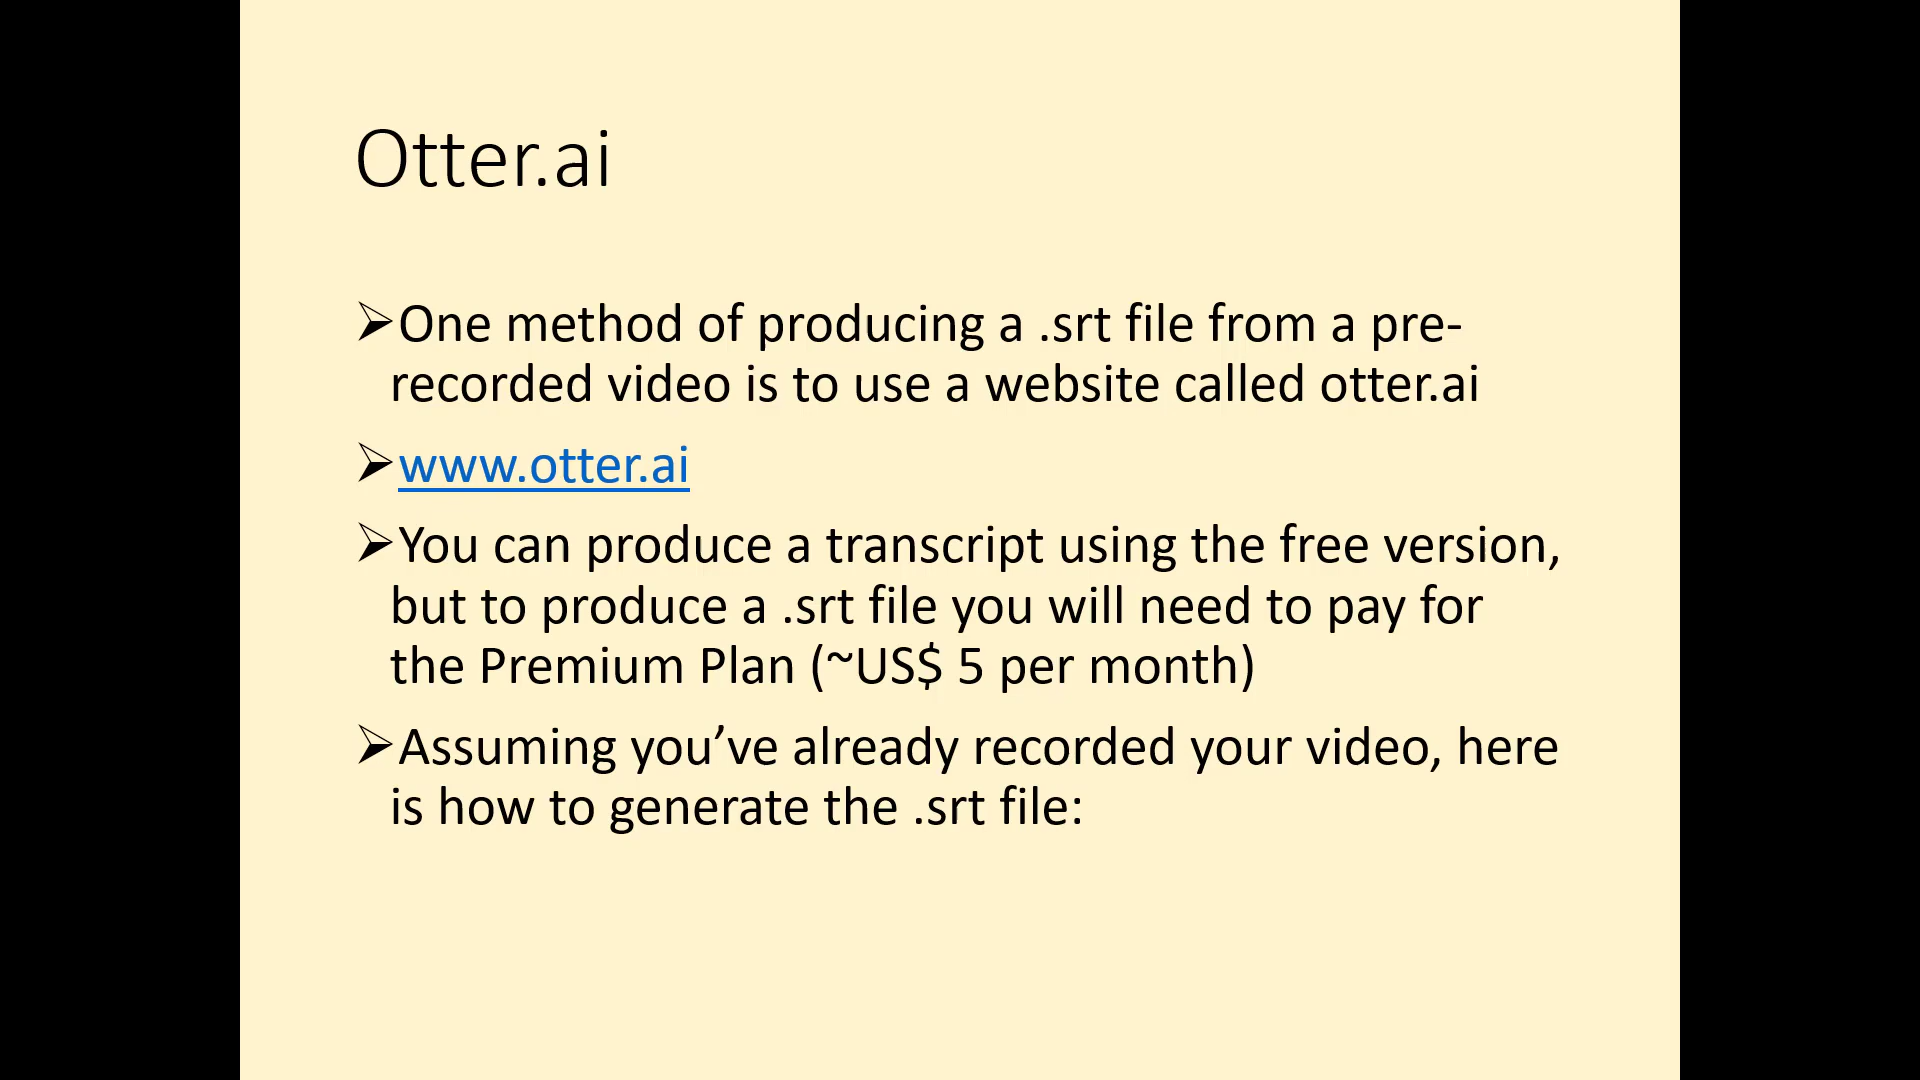 Otter.ai
➢One method of producing a .srt file from a pre-
recorded video is to use a website called otter.ai
➢www.otter.ai
➢You can produce a transcript using the free version,
but to produce a .srt file you will need to pay for
the Premium Plan (~US$ 5 per month)
➢Assuming you’ve already recorded your video, here
is how to generate the .srt file: